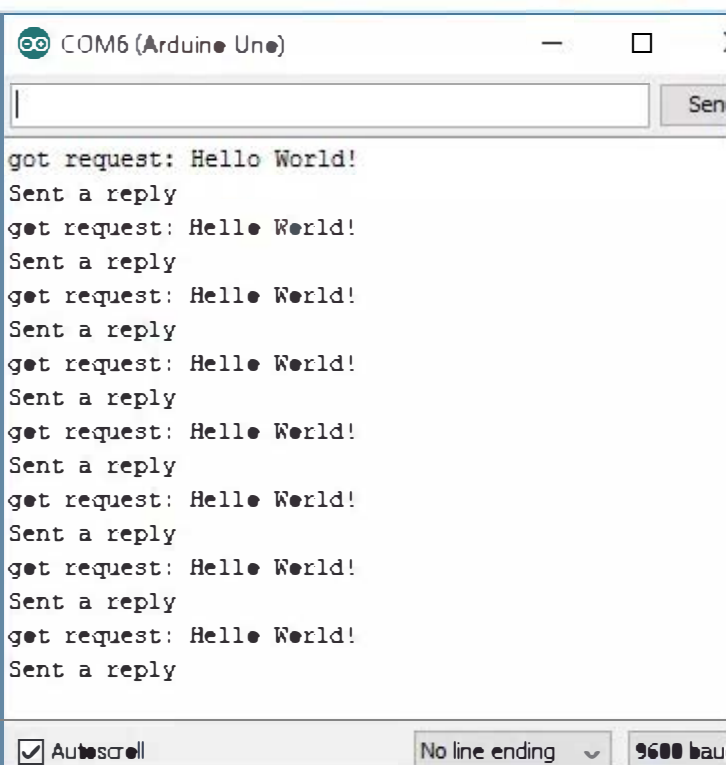 COM6 (Arduino Uno)
Sen
got request: Hello World!
Sent a reply
got request: Hello World!
Sent a reply
got request: Hello World!
Sent a reply
got request: Hello World!
Sent a reply
got request: Hello World!
Sent a reply
got request: Hello World!
Sent a reply
got request: Hello World!
Sent a reply
got request: Hello World!
Sent a reply
Autoscroll No line ending 9600 bau